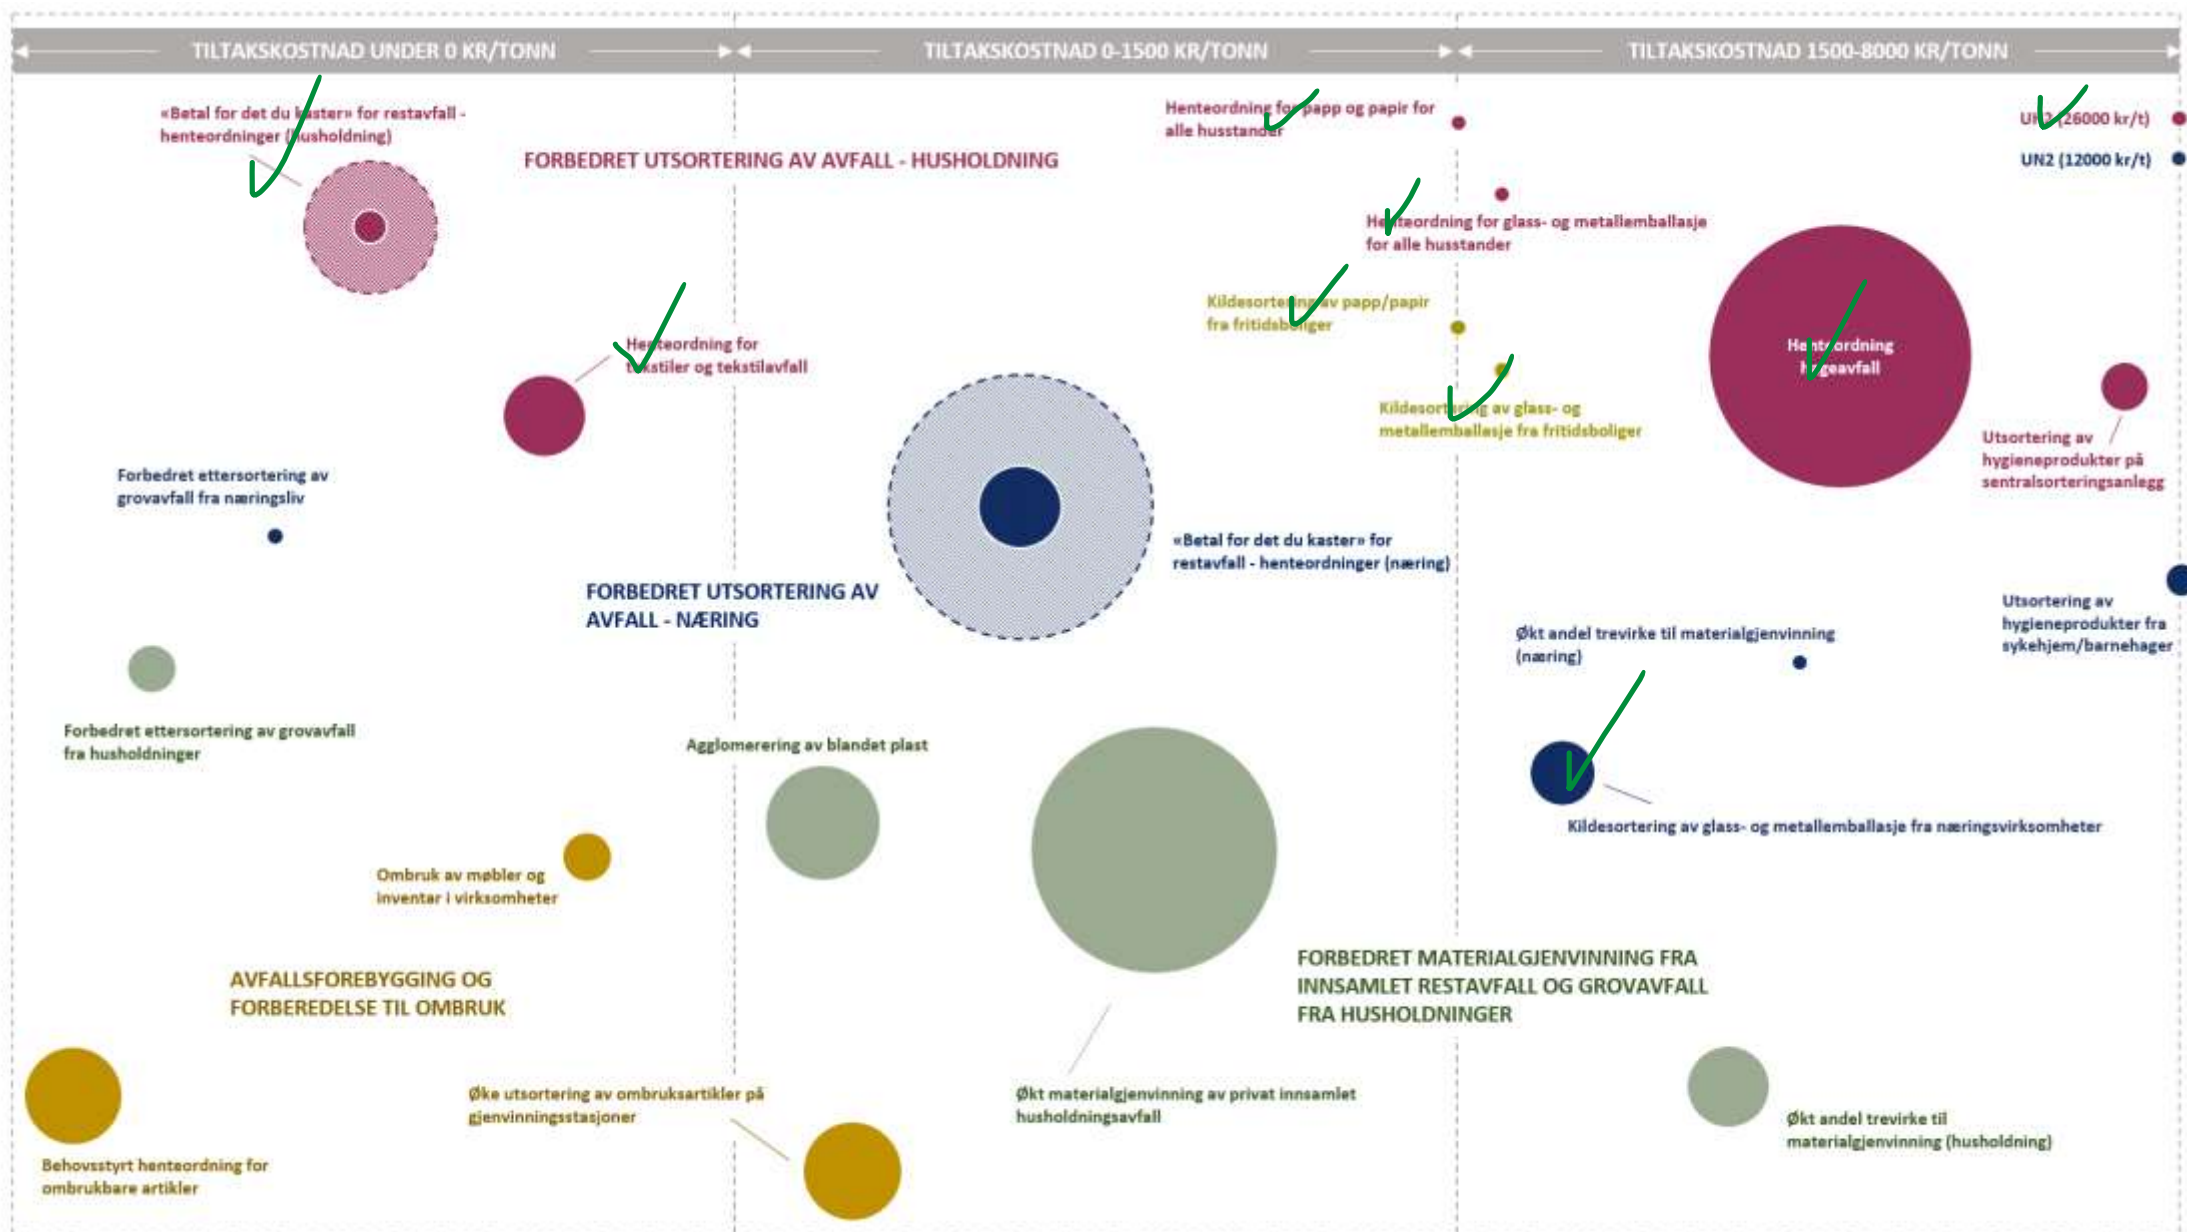 TILTAKSKOSTNAD UNDER 0 KR/TONN
TILTAKSKOSTNAD 0-1500 KR/TONN
TILTAKSKOSTNAD 1500-8000 KR/TONN
«Betal for det du kaster» for restavfall -
henteordninger (husholdning)
FORBEDRET UTSORTERING AV AVFALL - HUSHOLDNING
Henteordning for papp og papir for
alle husstander
UN2 (26000 kr/t)
UN2 (12000 kr/t)
Henteordning for glass- og metallemballasje
for alle husstander
Kildesortering av papp/papir
fra fritidsboliger
Henteordning for
tekstiler og tekstilavfall
Henteordning
hageavfall
Kildesortering av glass- og
metallemballasje fra fritidsboliger
Utsortering av
hygieneprodukter på
sentralsorteringsanlegg
Forbedret ettersortering av
grovavfall fra næringsliv
«Betal for det du kaster» for
restavfall - henteordninger (næring)
FORBEDRET UTSORTERING AV
AVFALL - NÆRING
Utsortering av
hygieneprodukter fra
sykehjem/barnehager
Økt andel trevirke til materialgjenvinning
(næring)
Forbedret ettersortering av grovavfall
fra husholdninger
Agglomerering av blandet plast
Kildesortering av glass- og metallemballasje fra næringsvirksomheter
Ombruk av møbler og
inventar i virksomheter
AVFALLSFOREBYGGING OG
FORBEREDELSE TIL OMBRUK
FORBEDRET MATERIALGJENVINNING FRA
INNSAMLET RESTAVFALL OG GROVAVFALL
FRA HUSHOLDNINGER
Øke utsortering av ombruksartikler på
gjenvinningsstasjoner
Økt materialgjenvinning av privat innsamlet
husholdningsavfall
Økt andel trevirke til
materialgjenvinning (husholdning)
Behovsstyrt henteordning for
ombrukbare artikler